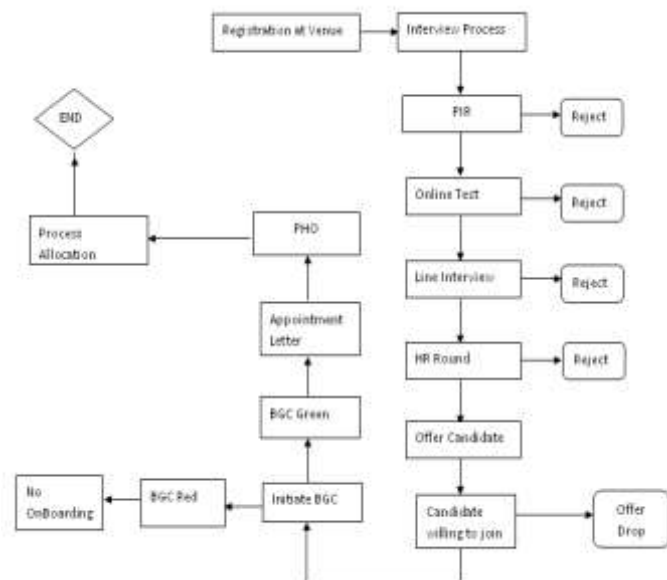 Registration at Venue
Interview Process
END
PIR
Reject
Online Test
Reject
Process
Allocation
PHO
Line Interview
Reject
Appointment
Letter
HR Round
Reject
BGC Green
Offer Candidate
No
OnBoarding
BGC Red
Initiate BGC
Candidate
willing to join
Offer
Drop